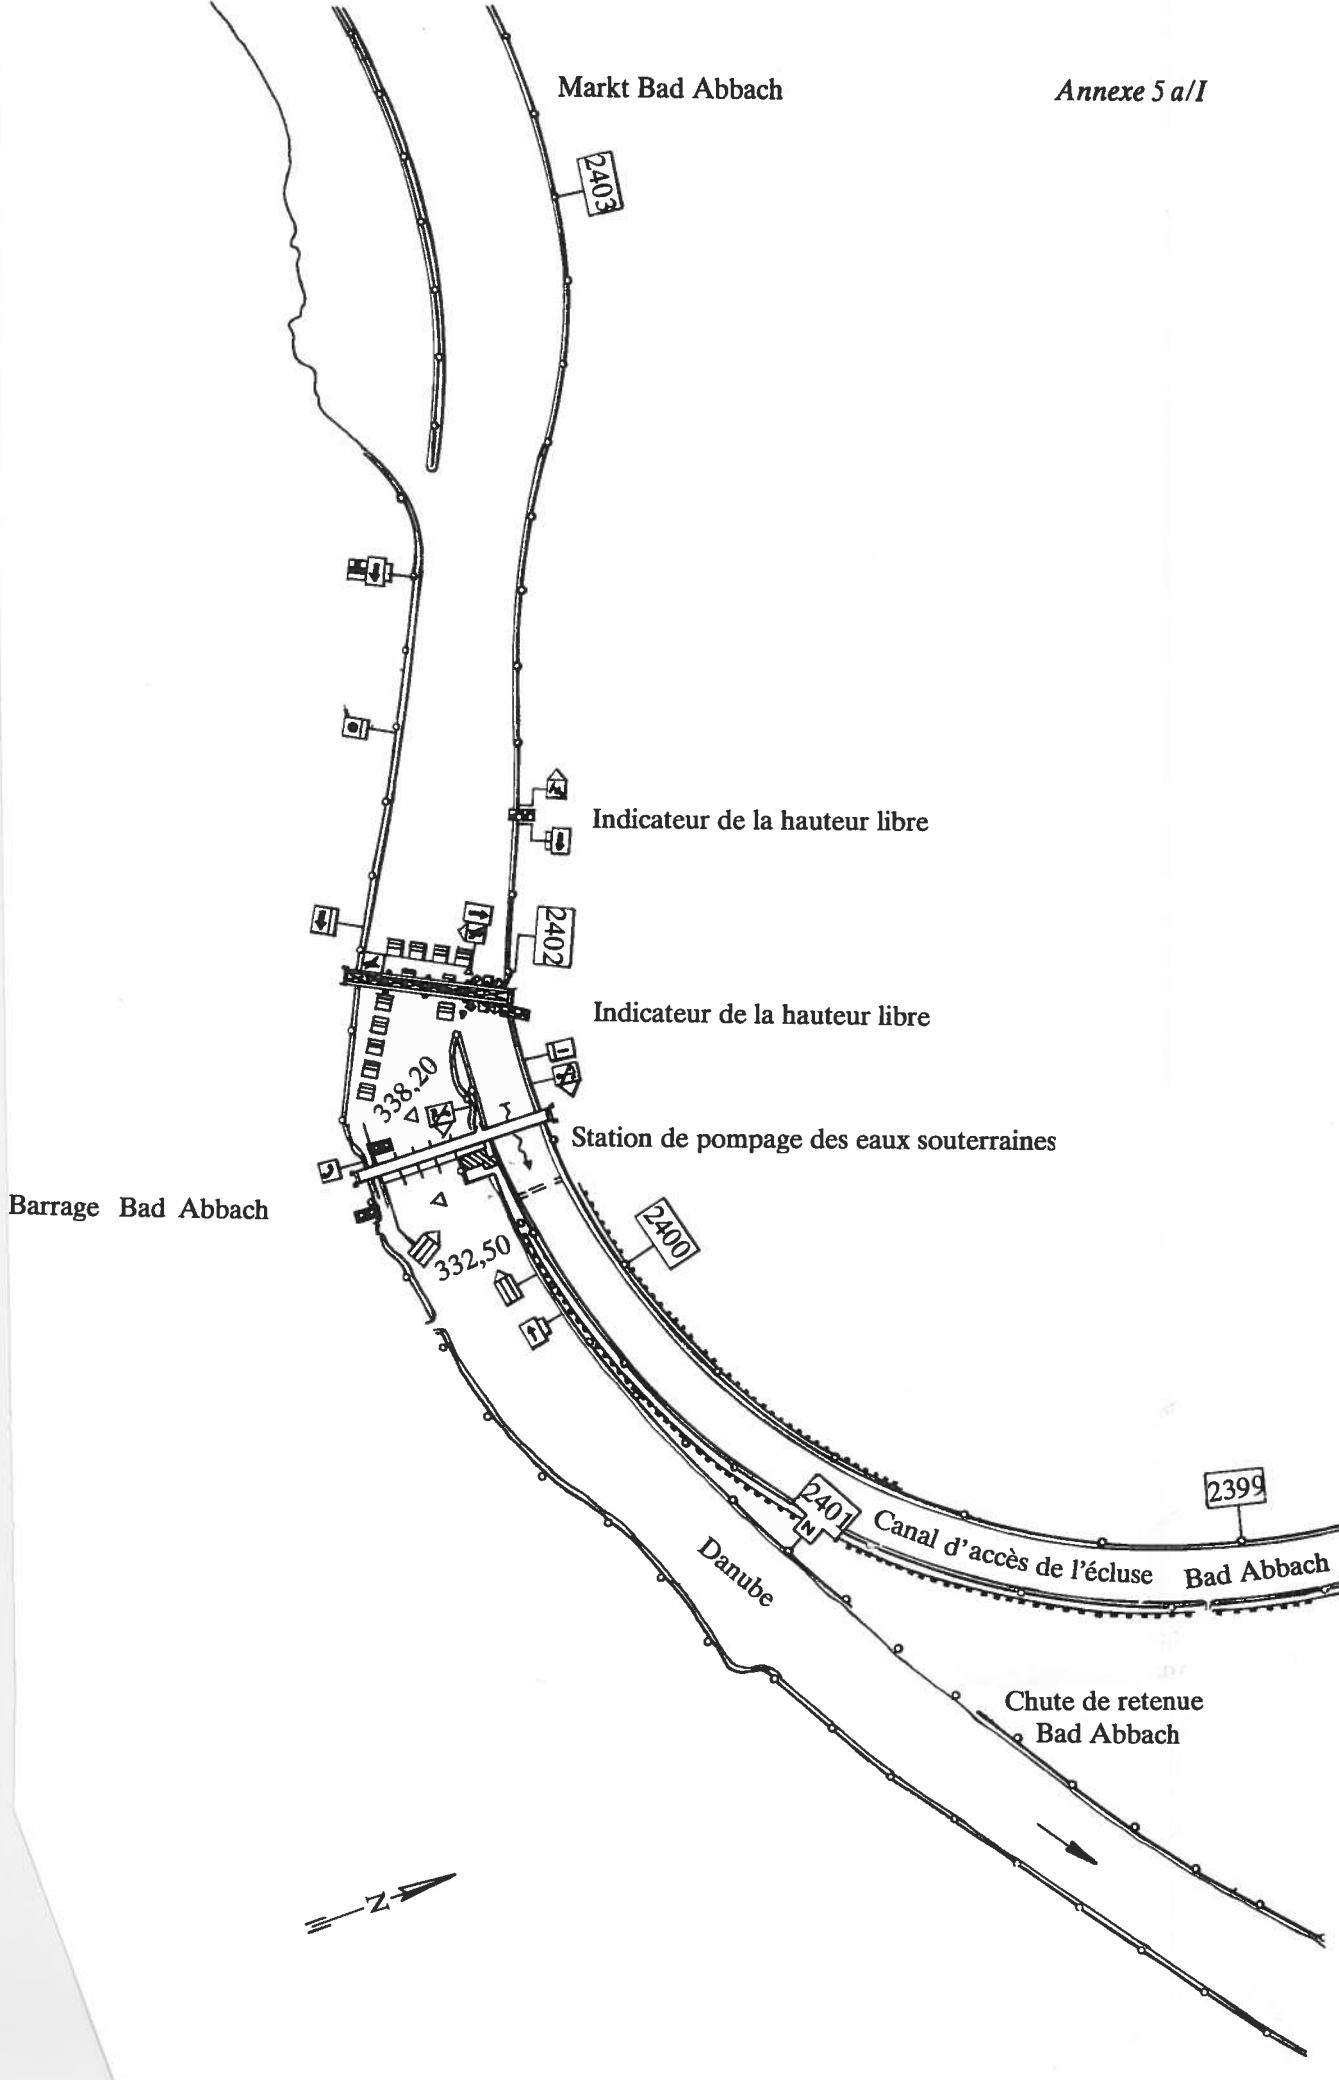 Markt Bad Abbach
Annexe 5 a/I
2403
Indicateur de la hauteur libre
2402
Indicateur de la hauteur libre
338,20
Station de pompage des eaux souterraines
Barrage Bad Abbach
2400
332,50
2399
2401
N
Canal d'accès de l'écluse Bad Abbach
Danube
Chute de retenue
Bad Abbach
N